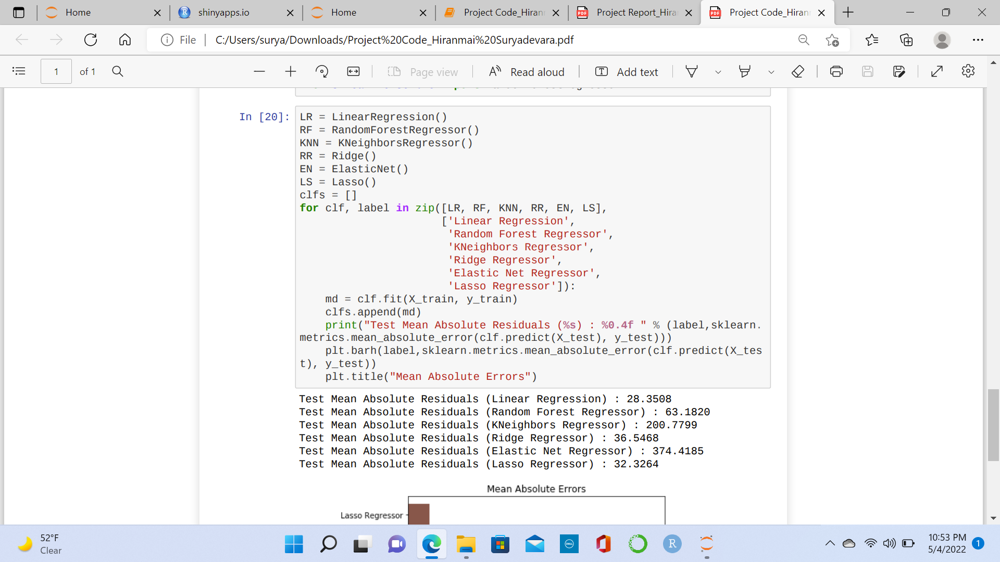 Home
shinyapps.io
Home
Project Code_Hiran
Project Report_Hira
Project Code_Hiran
File
C:/Users/surya/Downloads/Project%20Code_Hiranmai%20Suryadevara.pdf
1 of 1
Page view
Read aloud
Add text
In [20]:
LR = LinearRegression()
RF = RandomForestRegressor()
KNN = KNeighborsRegressor()
RR = Ridge()
EN = ElasticNet()
LS = Lasso()
clfs = []
for clf, label in zip([LR, RF, KNN, RR, EN, LS],
['Linear Regression',
'Random Forest Regressor',
'KNeighbors Regressor',
'Ridge Regressor',
'Elastic Net Regressor',
'Lasso Regressor']):
md = clf.fit(X_train, y_train)
clfs.append(md)
print("Test Mean Absolute Residuals (%s) : %0.4f " % (label,sklearn.
metrics.mean_absolute_error(clf.predict(X_test), y_test)))
plt.barh(label,sklearn.metrics.mean_absolute_error(clf.predict(X_tes
t), y_test))
plt.title("Mean Absolute Errors")
Test Mean Absolute Residuals (Linear Regression) : 28.3508
Test Mean Absolute Residuals (Random Forest Regressor) : 63.1820
Test Mean Absolute Residuals (KNeighbors Regressor) : 200.7799
Test Mean Absolute Residuals (Ridge Regressor) : 36.5468
Test Mean Absolute Residuals (Elastic Net Regressor) : 374.4185
Test Mean Absolute Residuals (Lasso Regressor) : 32.3264
Mean Absolute Errors
Lasso Regressor
52°F
Clear
10:53 PM
5/4/2022
1